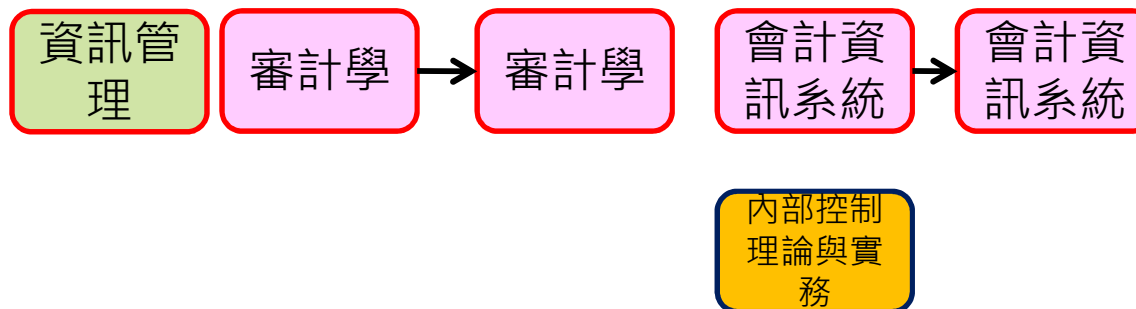 資訊管
理
審計學
審計學
會計資
訊系統
會計資
訊系統
內部控制
理論與實
務